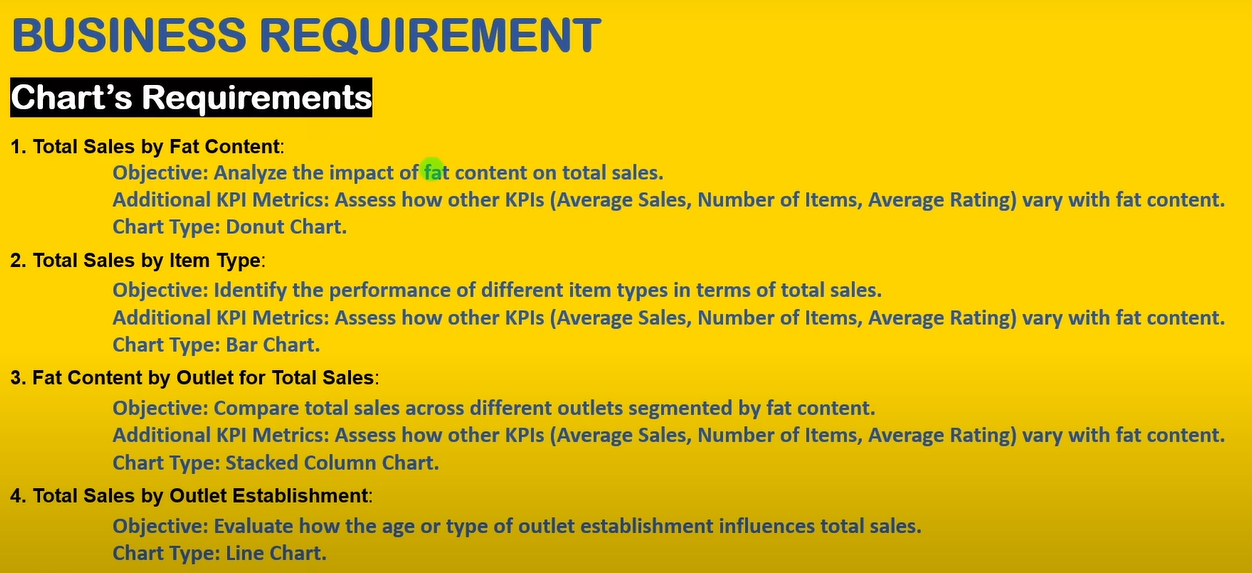 BUSINESS REQUIREMENT
Chart’s Requirements
1. Total Sales by Fat Content:
Objective: Analyze the impact of fat content on total sales.
Additional KPI Metrics: Assess how other KPIs (Average Sales, Number of Items, Average Rating) vary with fat content.
Chart Type: Donut Chart.
2. Total Sales by Item Type:
Objective: Identify the performance of different item types in terms of total sales.
Additional KPI Metrics: Assess how other KPIs (Average Sales, Number of Items, Average Rating) vary with fat content.
Chart Type: Bar Chart.
3. Fat Content by Outlet for Total Sales:
Objective: Compare total sales across different outlets segmented by fat content.
Additional KPI Metrics: Assess how other KPIs (Average Sales, Number of Items, Average Rating) vary with fat content.
Chart Type: Stacked Column Chart.
4. Total Sales by Outlet Establishment:
Objective: Evaluate how the age or type of outlet establishment influences total sales.
Chart Type: Line Chart.